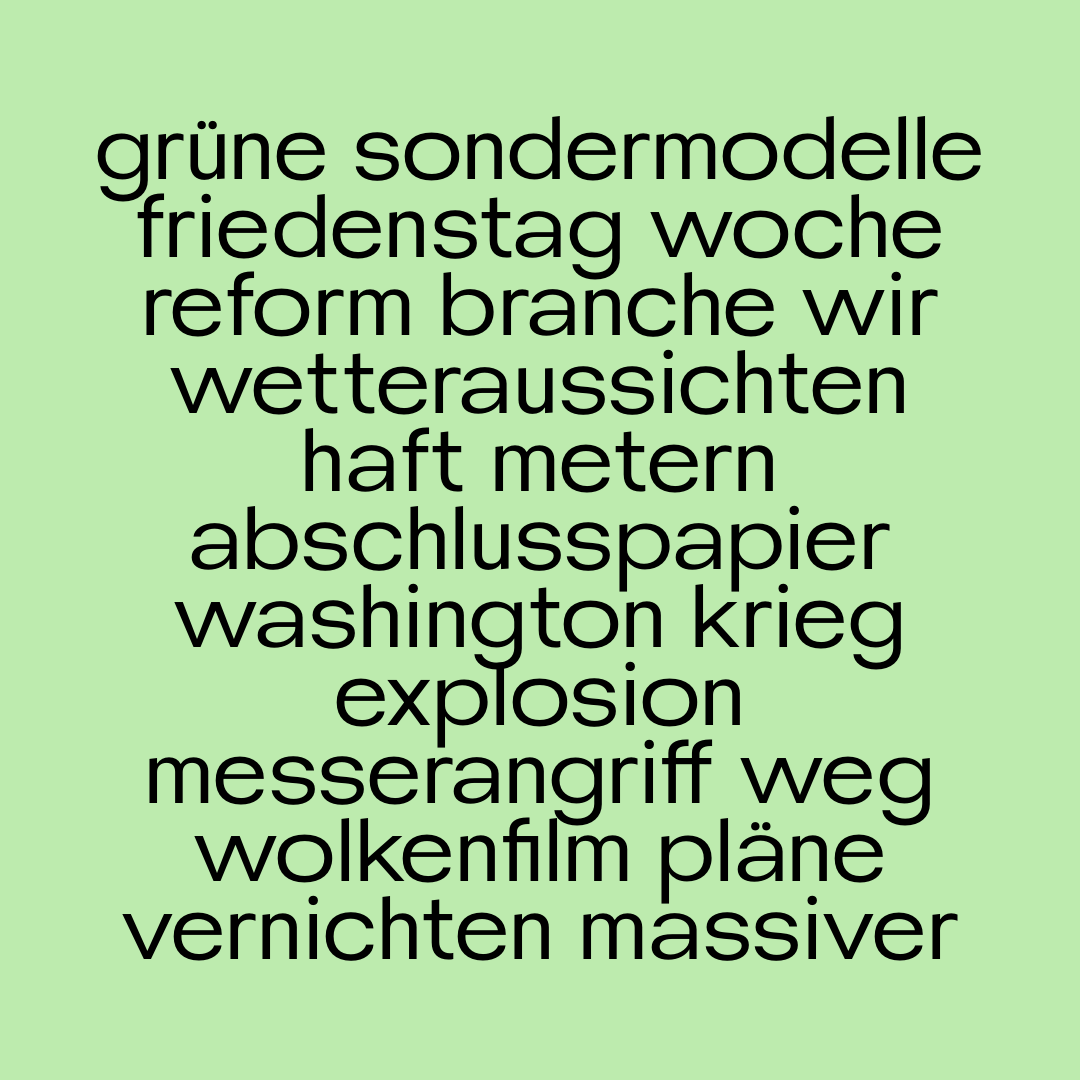 grüne sondermodelle
friedenstag woche
reform branche wir
wetteraussichten
haft metern
abschlusspapier
washington krieg
explosion
messerangriff weg
wolkenfilm pläne
vernichten massiver